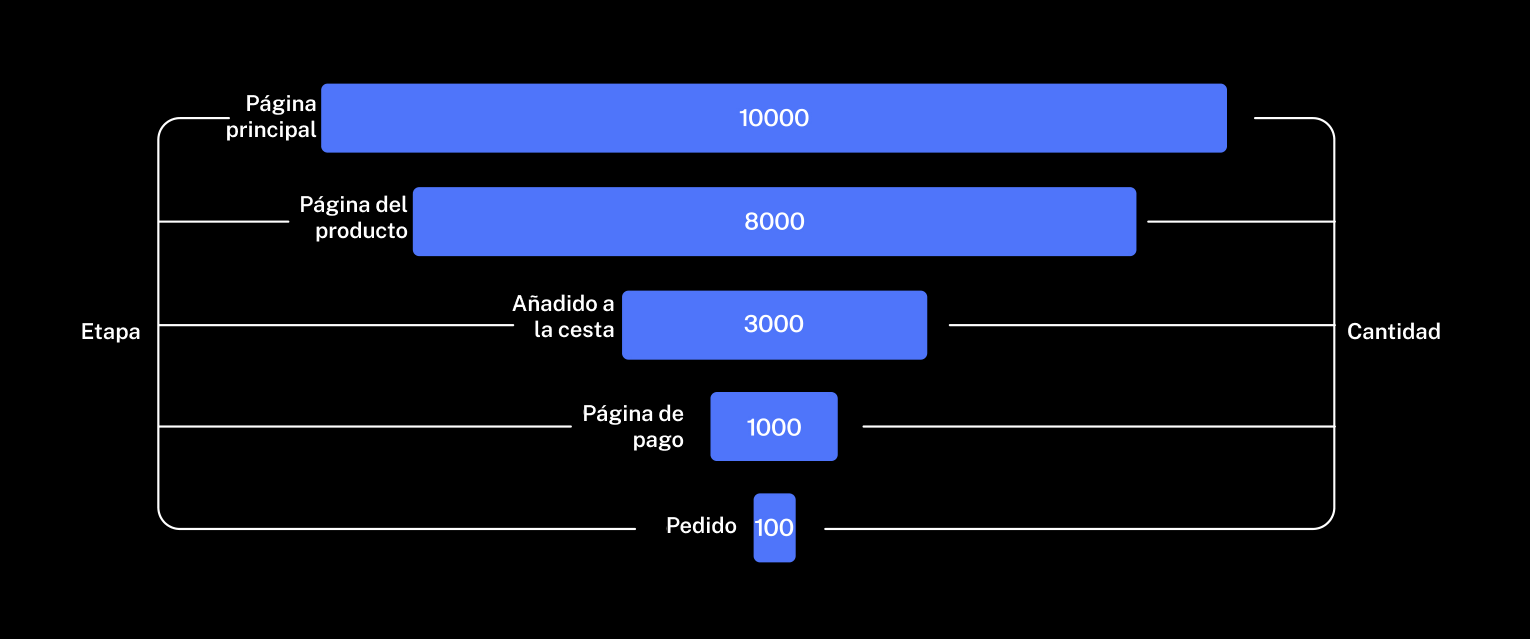 Página
principal
10000
Página del
producto
8000
Añadido a
la cesta
3000
Etapa
Cantidad
Página de
pago
1000
Pedido
100